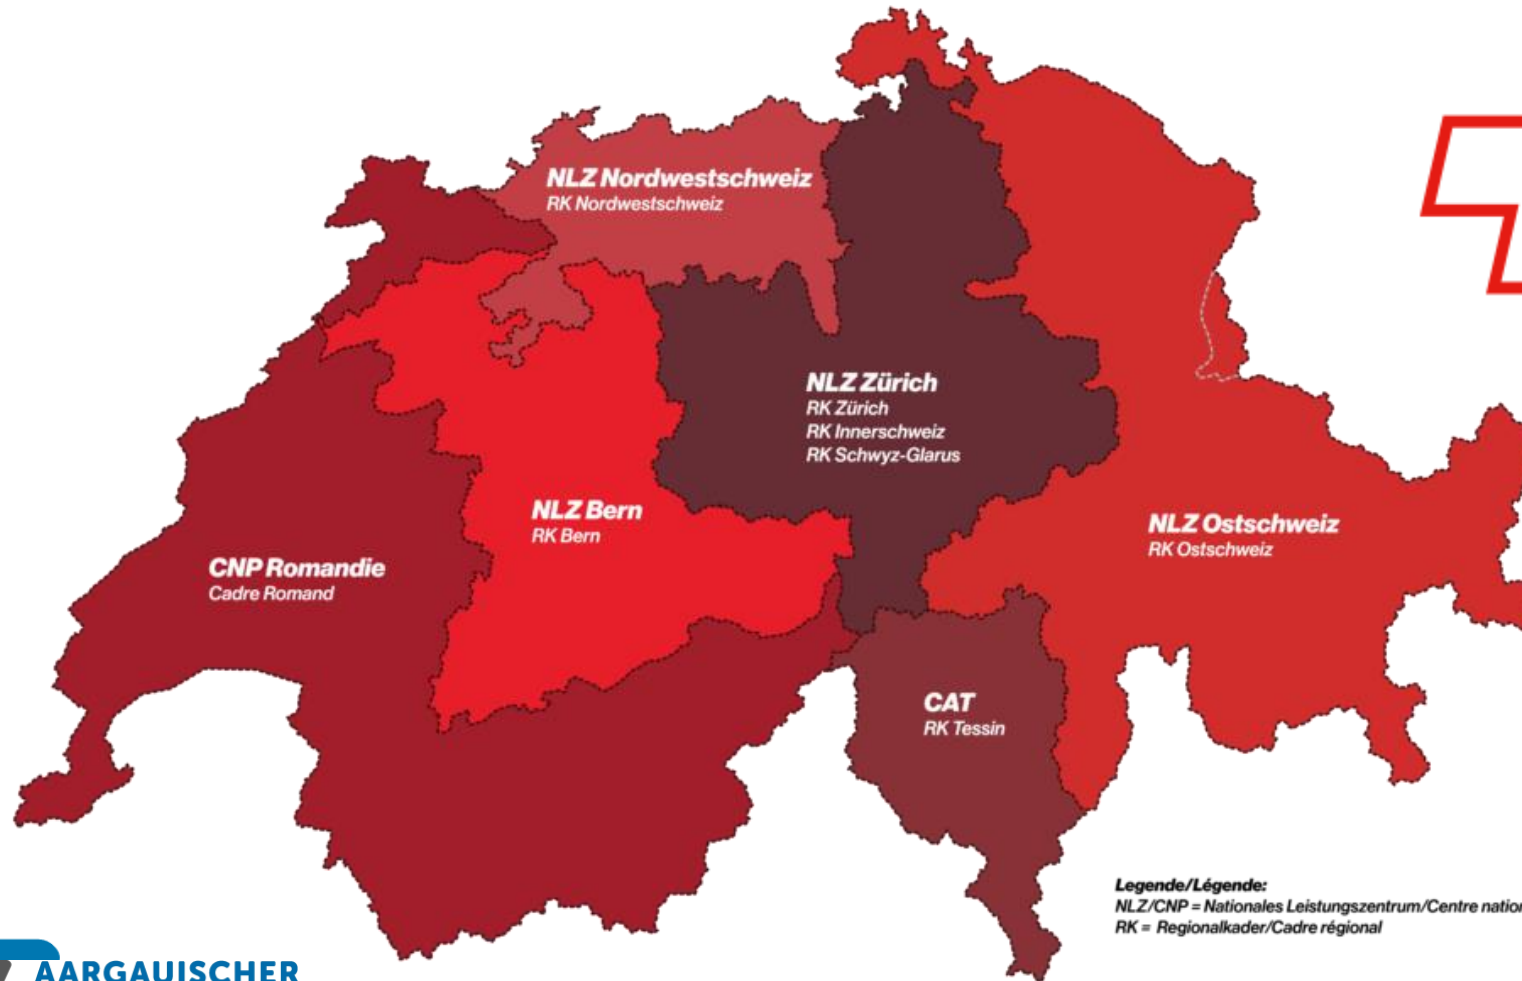 NLZ Nordwestschweiz
RK Nordwestschweiz
NLZ Zürich
RK Zürich
RK Innerschweiz
RK Schwyz-Glarus
NLZ Bern
RK Bern
NLZ Ostschweiz
RK Ostschweiz
CNP Romandie
Cadre Romand
CAT
RK Tessin
Legende/Légende:
NLZ/CNP = Nationales Leistungszentrum/Centre nation
RK = Regionalkader/Cadre régional
AARGAUISCHER